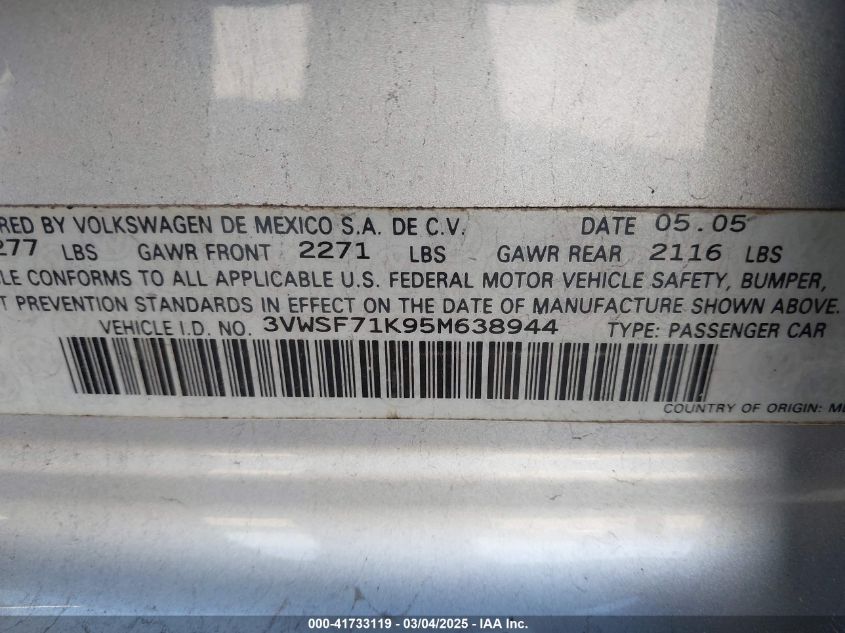 RED BY VOLKSWAGEN DE MEXICO S.A. DE C.V. DATE 05.05
277 LBS GAWR FRONT 2271 LBS GAWR REAR 2116 LBS
LE CONFORMS TO ALL APPLICABLE U.S. FEDERAL MOTOR VEHICLE SAFETY, BUMPER,
T PREVENTION STANDARDS IN EFFECT ON THE DATE OF MANUFACTURE SHOWN ABOVE.
VEHICLE I.D. NO. 3VWSF71K95M638944 TYPE: PASSENGER CAR
COUNTRY OF ORIGIN: ME
000-41733119 - 03/04/2025 - IAA Inc.